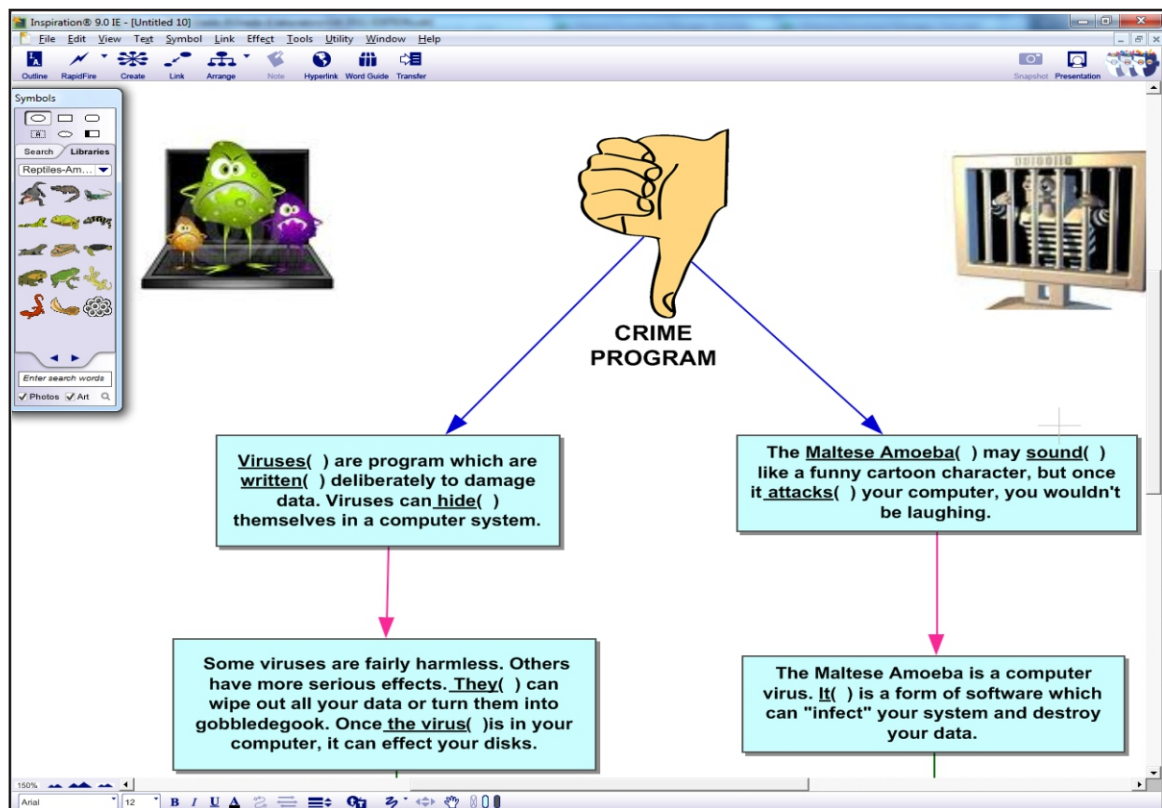 Inspiration® 9.0 IE - [Untitled 10]
File Edit View Text Symbol Link Effect Tools Utility Window Help
Outline RapidFire Create Link Arrange Note Hyperlink Word Guide Transfer Snapshot Presentation
Symbols
Search Libraries
Reptiles-Am...
Enter search words
Photos Art
CRIME
PROGRAM
Viruses( ) are program which are
written( ) deliberately to damage
data. Viruses can hide( )
themselves in a computer system.
The Maltese Amoeba( ) may sound( )
like a funny cartoon character, but once
it attacks( ) your computer, you wouldn't
be laughing.
Some viruses are fairly harmless. Others
have more serious effects. They( ) can
wipe out all your data or turn them into
gobbledegook. Once the virus( )is in your
computer, it can effect your disks.
The Maltese Amoeba is a computer
virus. It( ) is a form of software which
can "infect" your system and destroy
your data.
150%
Arial 12 B I U A